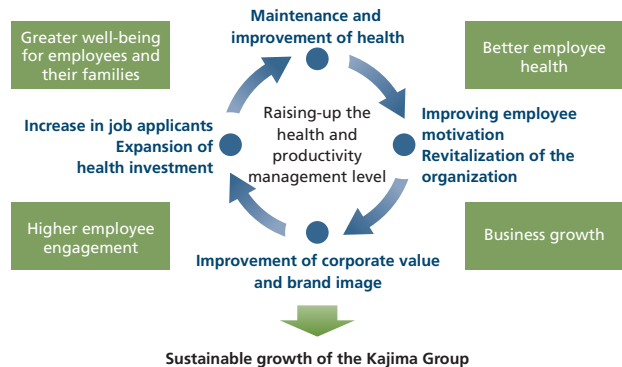 Maintenance and
improvement of health
Greater well-being
for employees and
their families
Better employee
health
Increase in job applicants
Expansion of
health investment
Raising-up the
health and
productivity
management level
Improving employee
motivation
Revitalization of the
organization
Higher employee
engagement
Business growth
Improvement of corporate value
and brand image
Sustainable growth of the Kajima Group